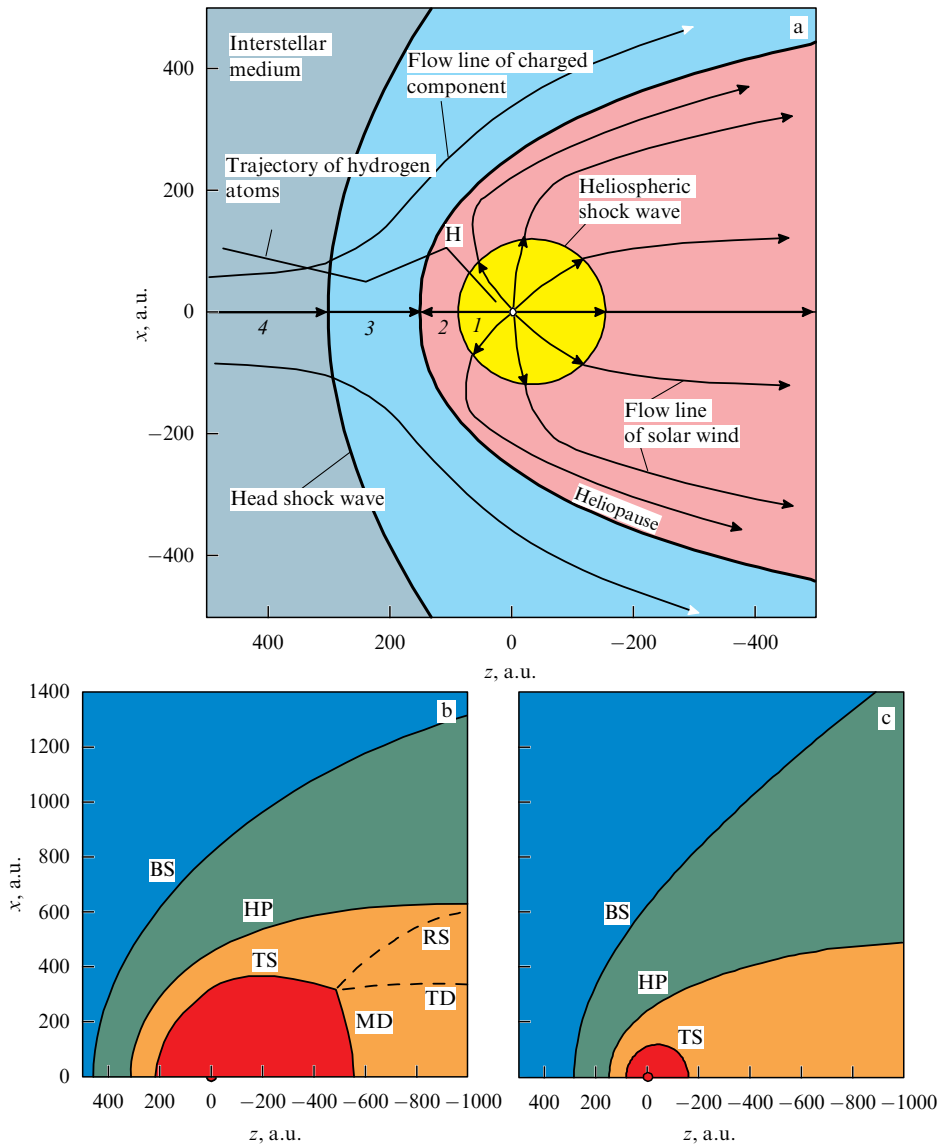 a
Interstellar
medium
Flow line of charged
component
Trajectory of hydrogen
atoms
Heliospheric
shock wave
H
4
3
2
1
Flow line
of solar wind
Head shock wave
Heliopause
400
200
0
−200
−400
x, a.u.
400
200
0
−200
−400
z, a.u.
b
BS
HP
TS
RS
TD
MD
1400
1200
1000
800
600
400
200
0
x, a.u.
400
200
0
−200
−400
−600
−800
−1000
z, a.u.
c
BS
HP
TS
400
200
0
−200
−400
−600
−800
−1000
z, a.u.